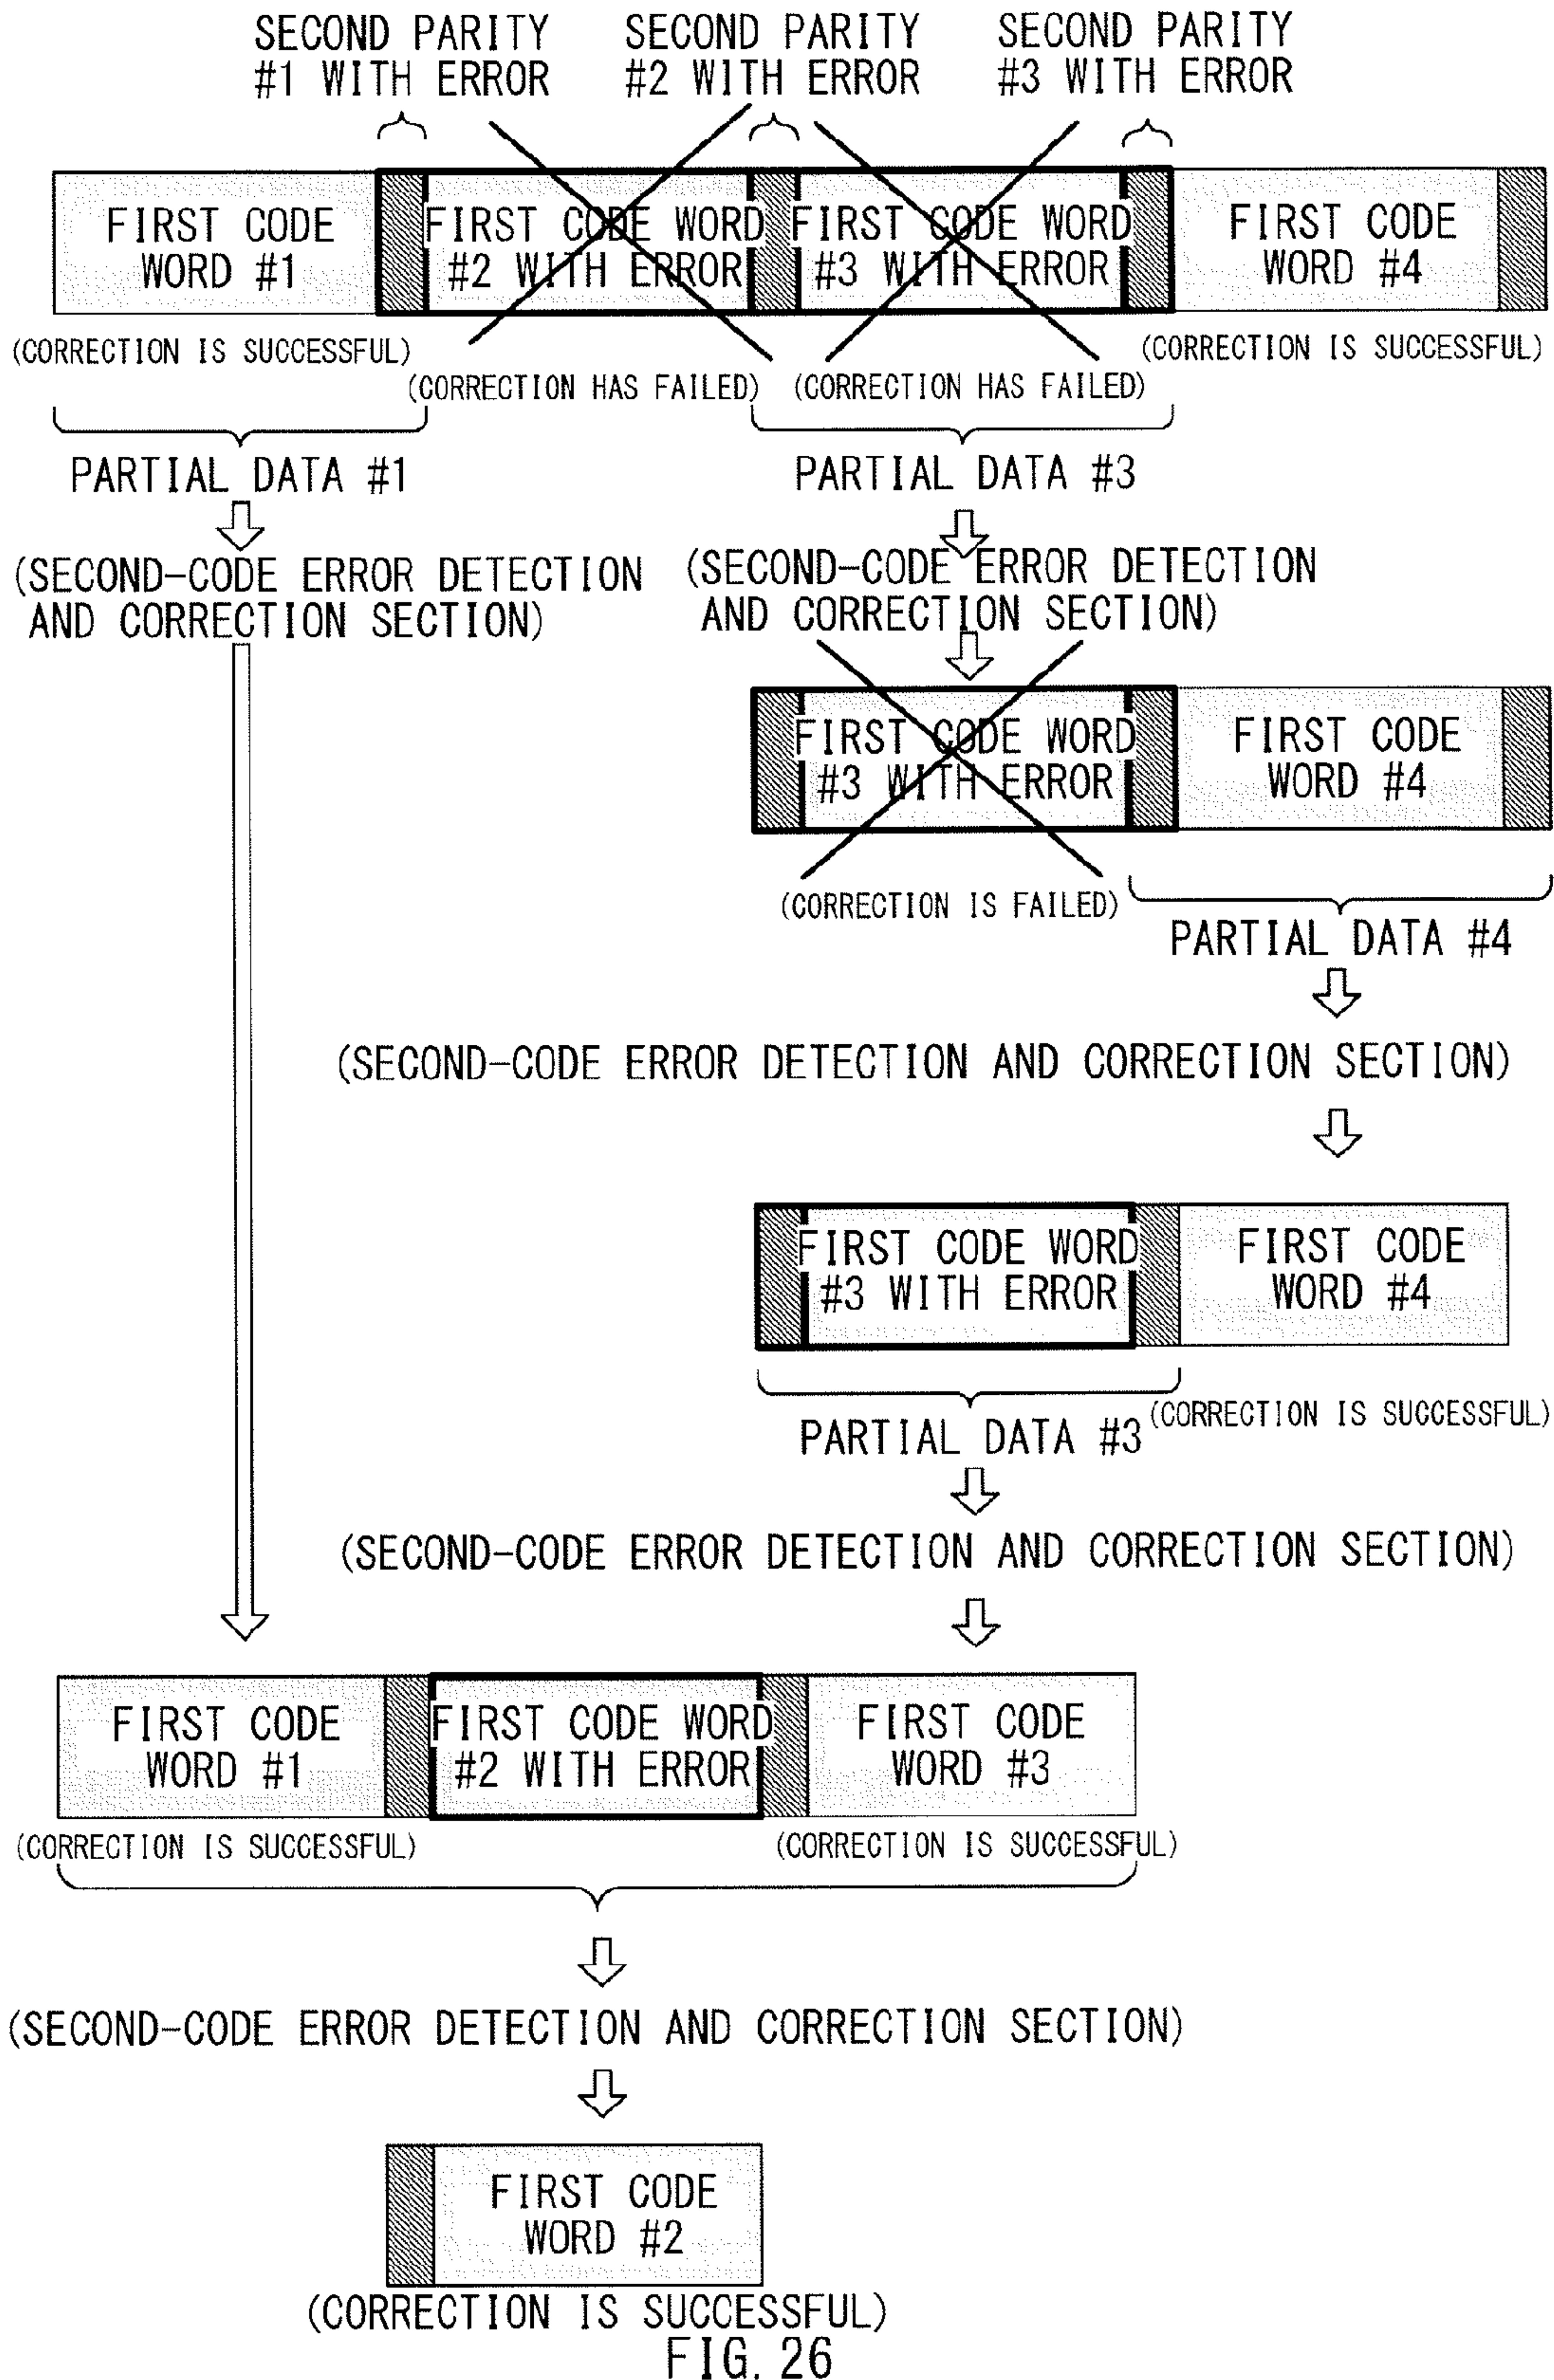 SECOND PARITY
#1 WITH ERROR
SECOND PARITY
#2 WITH ERROR
SECOND PARITY
#3 WITH ERROR
FIRST CODE
WORD #1
FIRST CODE WORD
#2 WITH ERROR
FIRST CODE WORD
#3 WITH ERROR
FIRST CODE
WORD #4
(CORRECTION IS SUCCESSFUL)
(CORRECTION HAS FAILED)
(CORRECTION HAS FAILED)
(CORRECTION IS SUCCESSFUL)
PARTIAL DATA #1
PARTIAL DATA #3
(SECOND-CODE ERROR DETECTION
AND CORRECTION SECTION)
(SECOND-CODE ERROR DETECTION
AND CORRECTION SECTION)
FIRST CODE WORD
#3 WITH ERROR
FIRST CODE
WORD #4
(CORRECTION IS FAILED)
PARTIAL DATA #4
(SECOND-CODE ERROR DETECTION AND CORRECTION SECTION)
FIRST CODE WORD
#3 WITH ERROR
FIRST CODE
WORD #4
(CORRECTION IS SUCCESSFUL)
PARTIAL DATA #3
(SECOND-CODE ERROR DETECTION AND CORRECTION SECTION)
FIRST CODE
WORD #1
FIRST CODE WORD
#2 WITH ERROR
FIRST CODE
WORD #3
(CORRECTION IS SUCCESSFUL)
(CORRECTION IS SUCCESSFUL)
(SECOND-CODE ERROR DETECTION AND CORRECTION SECTION)
FIRST CODE
WORD #2
(CORRECTION IS SUCCESSFUL)
FIG. 26